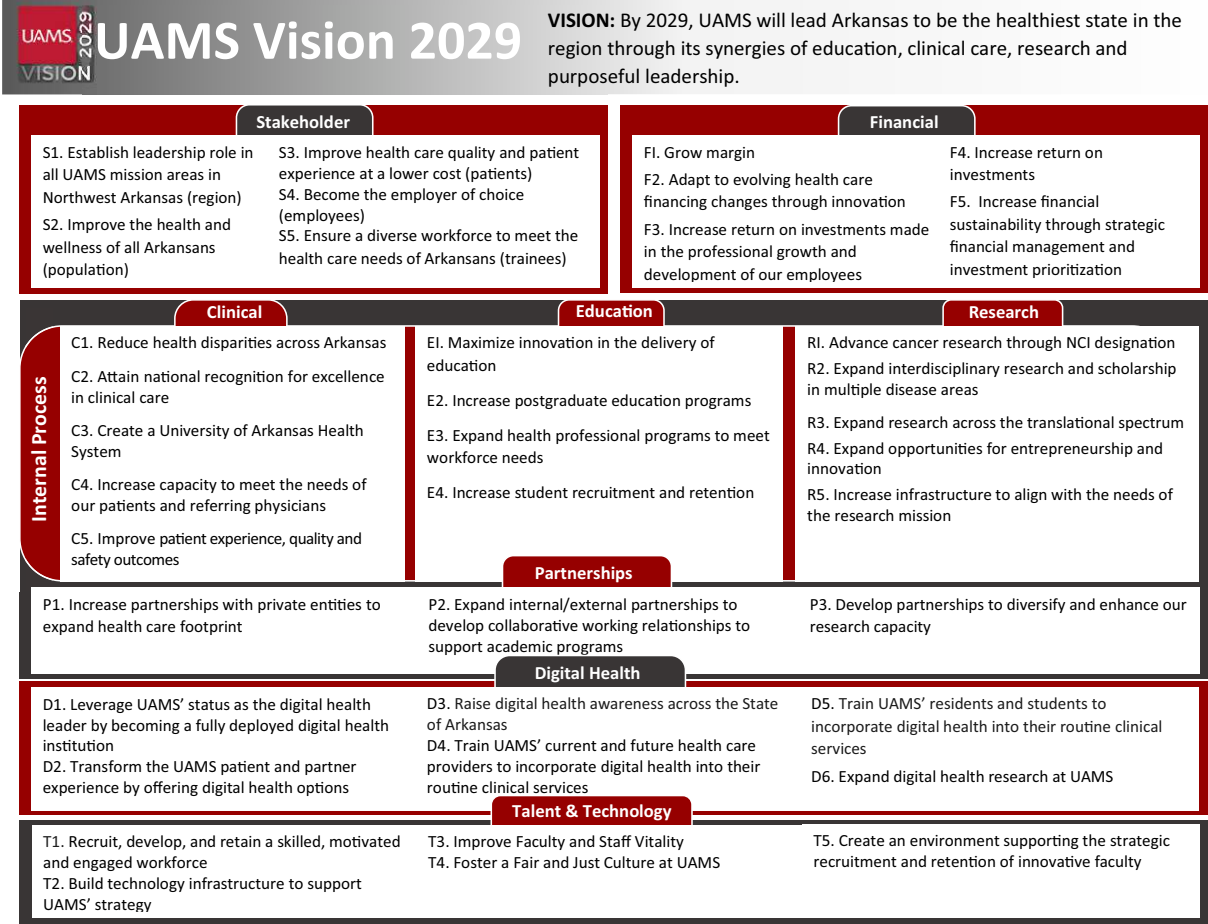 UAMS
2029
VISION
UAMS Vision 2029
VISION: By 2029, UAMS will lead Arkansas to be the healthiest state in the
region through its synergies of education, clinical care, research and
purposeful leadership.
Stakeholder
S1. Establish leadership role in
all UAMS mission areas in
Northwest Arkansas (region)
S2. Improve the health and
wellness of all Arkansans
(population)
S3. Improve health care quality and patient
experience at a lower cost (patients)
S4. Become the employer of choice
(employees)
S5. Ensure a diverse workforce to meet the
health care needs of Arkansans (trainees)
Financial
FI. Grow margin
F2. Adapt to evolving health care
financing changes through innovation
F3. Increase return on investments made
in the professional growth and
development of our employees
F4. Increase return on
investments
F5. Increase financial
sustainability through strategic
financial management and
investment prioritization
Internal Process
Clinical
C1. Reduce health disparities across Arkansas
C2. Attain national recognition for excellence
in clinical care
C3. Create a University of Arkansas Health
System
C4. Increase capacity to meet the needs of
our patients and referring physicians
C5. Improve patient experience, quality and
safety outcomes
Education
EI. Maximize innovation in the delivery of
education
E2. Increase postgraduate education programs
E3. Expand health professional programs to meet
workforce needs
E4. Increase student recruitment and retention
Research
RI. Advance cancer research through NCI designation
R2. Expand interdisciplinary research and scholarship
in multiple disease areas
R3. Expand research across the translational spectrum
R4. Expand opportunities for entrepreneurship and
innovation
R5. Increase infrastructure to align with the needs of
the research mission
Partnerships
P1. Increase partnerships with private entities to
expand health care footprint
P2. Expand internal/external partnerships to
develop collaborative working relationships to
support academic programs
P3. Develop partnerships to diversify and enhance our
research capacity
Digital Health
D1. Leverage UAMS’ status as the digital health
leader by becoming a fully deployed digital health
institution
D2. Transform the UAMS patient and partner
experience by offering digital health options
D3. Raise digital health awareness across the State
of Arkansas
D4. Train UAMS’ current and future health care
providers to incorporate digital health into their
routine clinical services
D5. Train UAMS’ residents and students to
incorporate digital health into their routine clinical
services
D6. Expand digital health research at UAMS
Talent & Technology
T1. Recruit, develop, and retain a skilled, motivated
and engaged workforce
T2. Build technology infrastructure to support
UAMS’ strategy
T3. Improve Faculty and Staff Vitality
T4. Foster a Fair and Just Culture at UAMS
T5. Create an environment supporting the strategic
recruitment and retention of innovative faculty